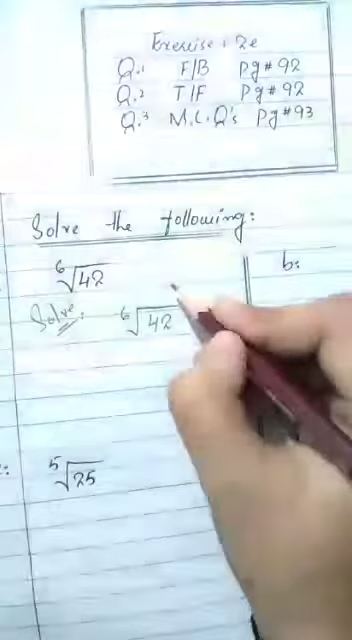 Exercise: 2e
Q.1 F/B Pg# 92
Q.2 T/F Pg# 92
Q.3 M.C.Q's Pg# 93
Solve the following:
⁶√42
b:
Solve: ⁶√42
⁵√25